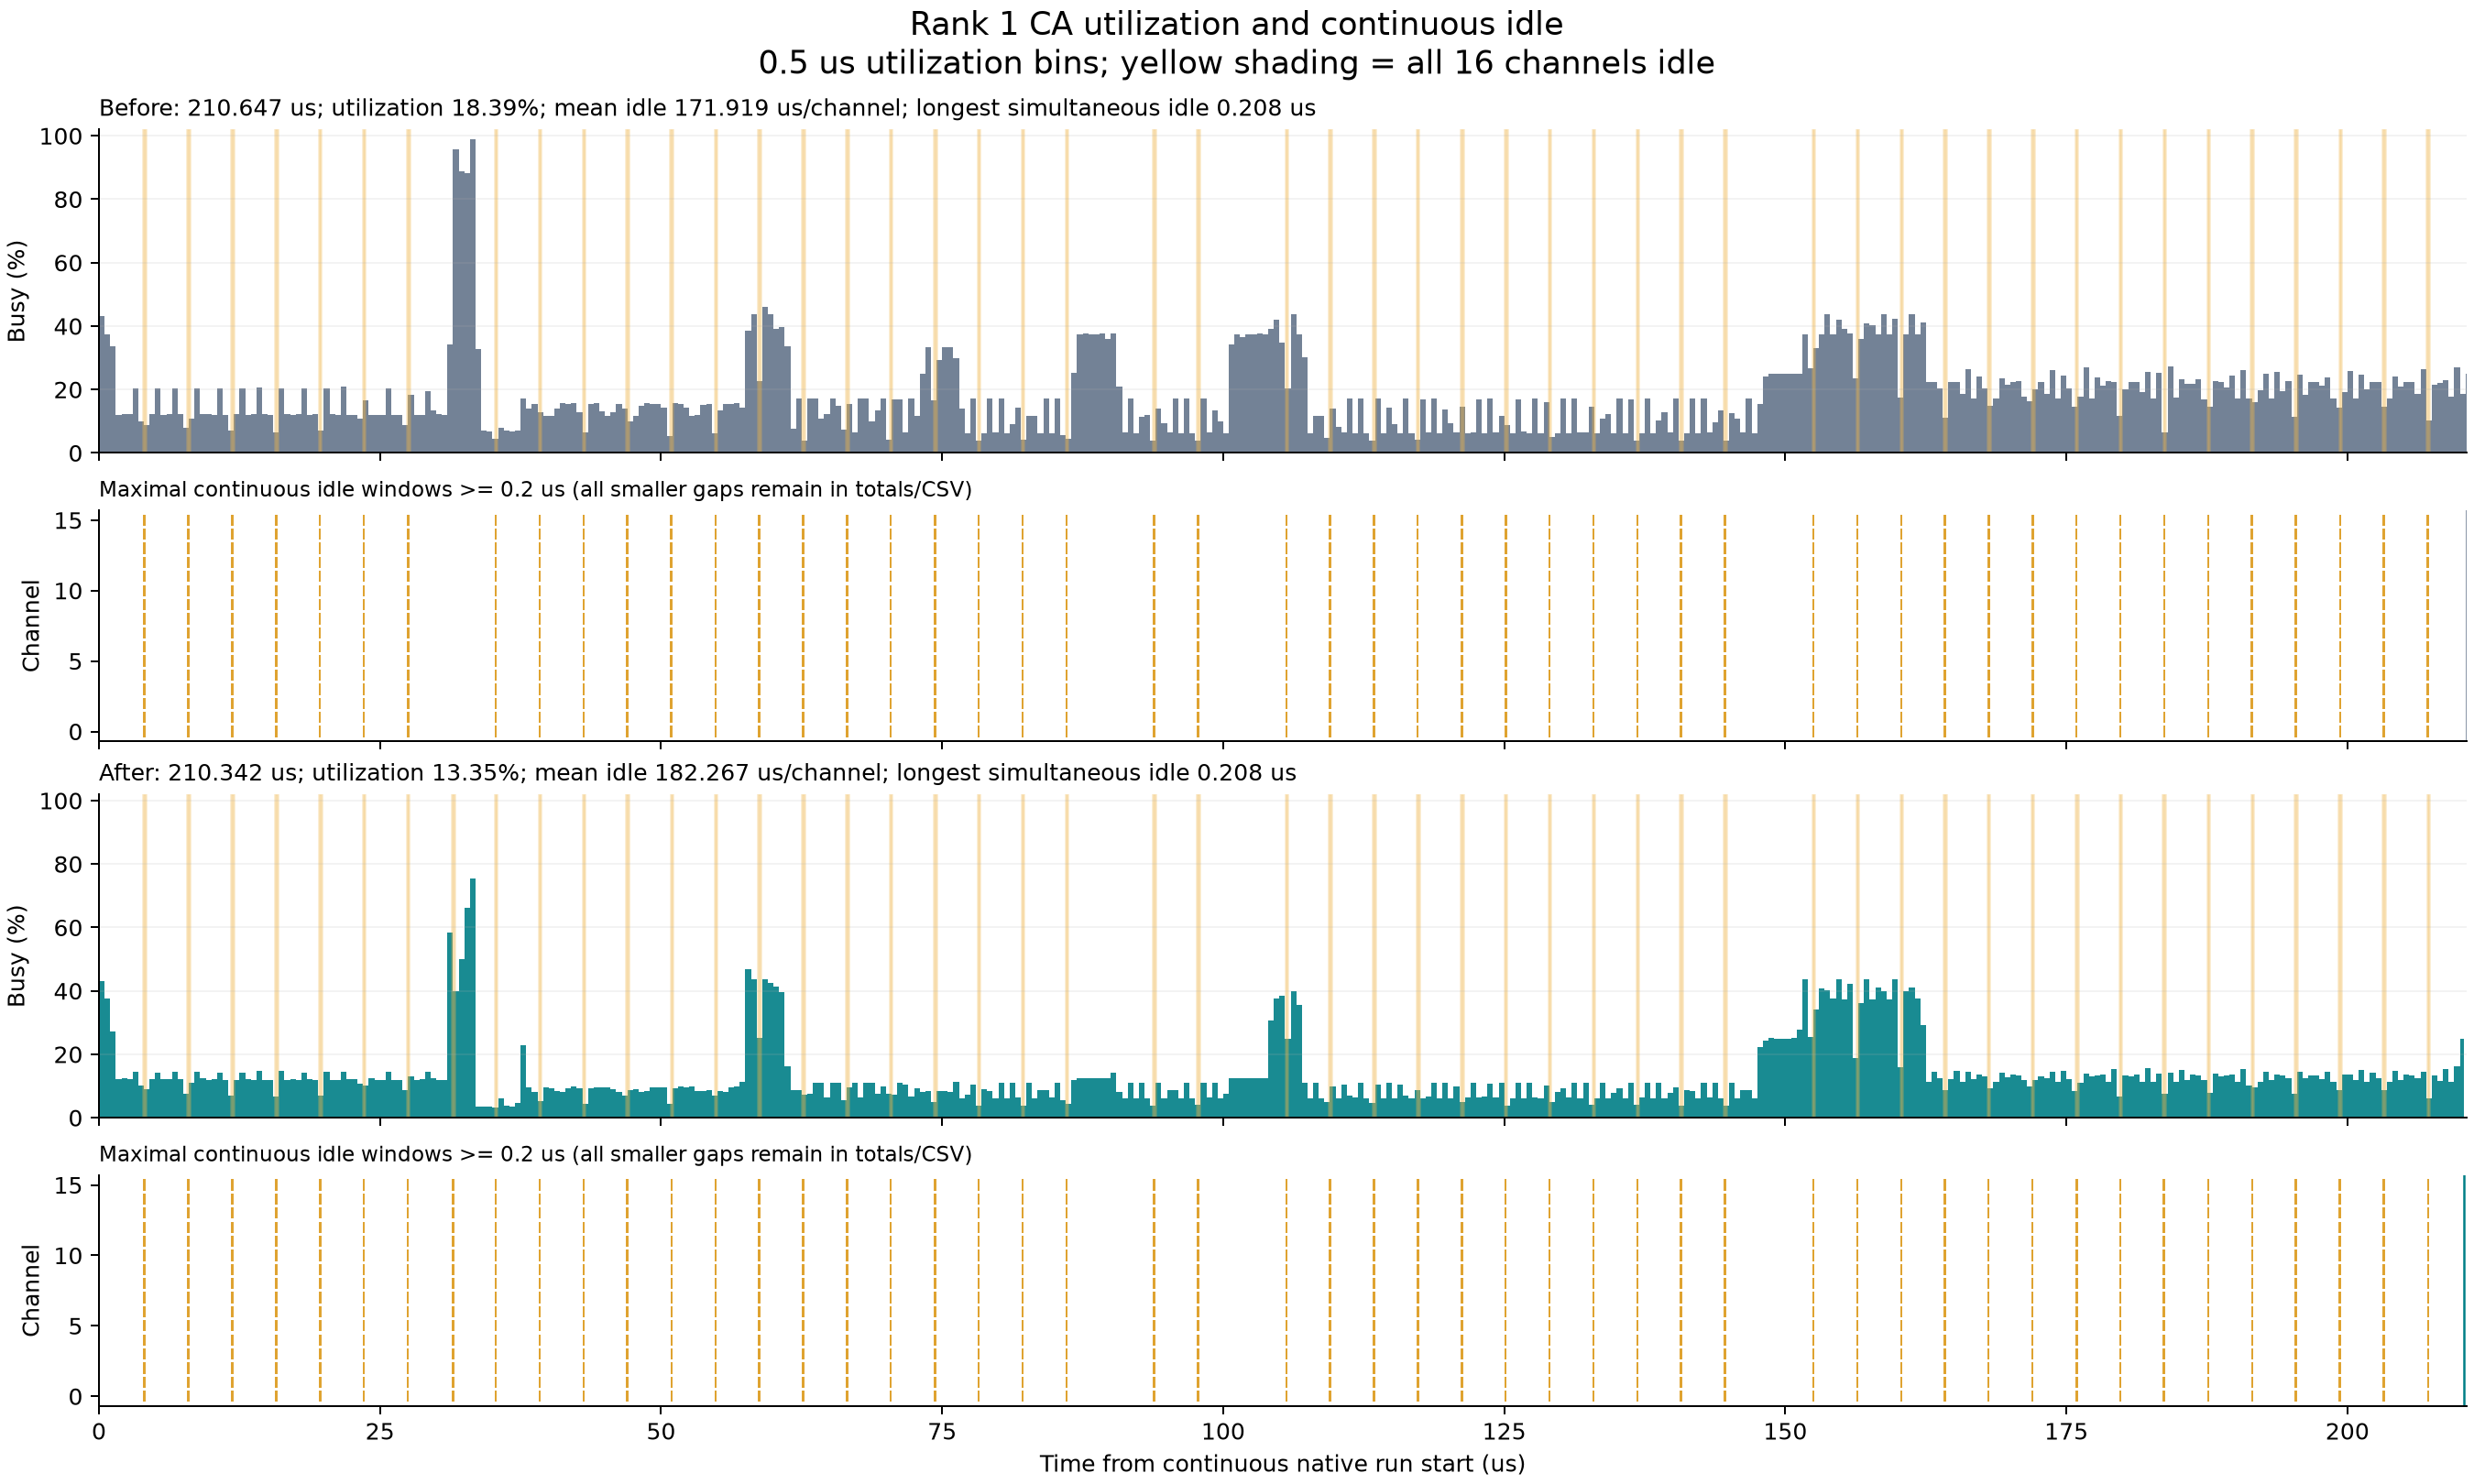 Rank 1 CA utilization and continuous idle
0.5 us utilization bins; yellow shading = all 16 channels idle
Before: 210.647 us; utilization 18.39%; mean idle 171.919 us/channel; longest simultaneous idle 0.208 us
100
80
60
40
20
0
Busy (%)
Maximal continuous idle windows >= 0.2 us (all smaller gaps remain in totals/CSV)
15
10
5
0
Channel
After: 210.342 us; utilization 13.35%; mean idle 182.267 us/channel; longest simultaneous idle 0.208 us
100
80
60
40
20
0
Busy (%)
Maximal continuous idle windows >= 0.2 us (all smaller gaps remain in totals/CSV)
15
10
5
0
Channel
0 25 50 75 100 125 150 175 200
Time from continuous native run start (us)